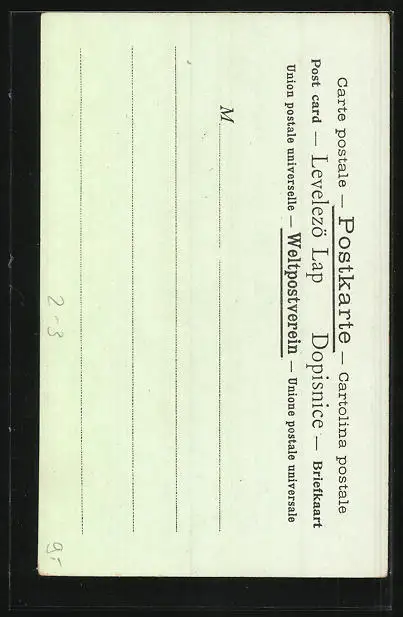 Carte postale — Postkarte — Cartolina postale
Post card — Levelező Lap Dopisnice — Briefkaart
Union postale universelle — Weltpostverein — Unione postale universale
M
2-3
9,-